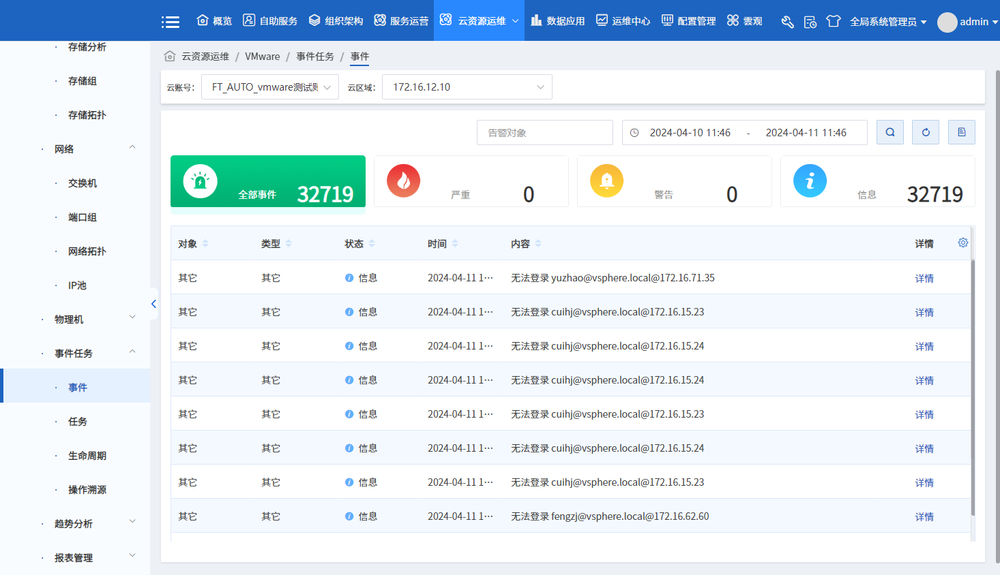 概览 自助服务 组织架构 服务运营 云资源运维 数据应用 运维中心 配置管理 雲观 全局系统管理员 admin
存储分析
存储组
存储拓扑
网络
交换机
端口组
网络拓扑
IP池
物理机
事件任务
事件
任务
生命周期
操作溯源
趋势分析
报表管理
云资源运维 / VMware / 事件任务 / 事件
云账号： FT_AUTO_vmware测试 云区域： 172.16.12.10
告警对象 2024-04-10 11:46 - 2024-04-11 11:46
全部事件 32719 严重 0 警告 0 信息 32719
对象 类型 状态 时间 内容 详情
其它 其它 信息 2024-04-11 1··· 无法登录 yuzhao@vsphere.local@172.16.71.35 详情
其它 其它 信息 2024-04-11 1··· 无法登录 cuihj@vsphere.local@172.16.15.23 详情
其它 其它 信息 2024-04-11 1··· 无法登录 cuihj@vsphere.local@172.16.15.24 详情
其它 其它 信息 2024-04-11 1··· 无法登录 cuihj@vsphere.local@172.16.15.24 详情
其它 其它 信息 2024-04-11 1··· 无法登录 cuihj@vsphere.local@172.16.15.23 详情
其它 其它 信息 2024-04-11 1··· 无法登录 cuihj@vsphere.local@172.16.15.24 详情
其它 其它 信息 2024-04-11 1··· 无法登录 cuihj@vsphere.local@172.16.15.23 详情
其它 其它 信息 2024-04-11 1··· 无法登录 fengzj@vsphere.local@172.16.62.60 详情